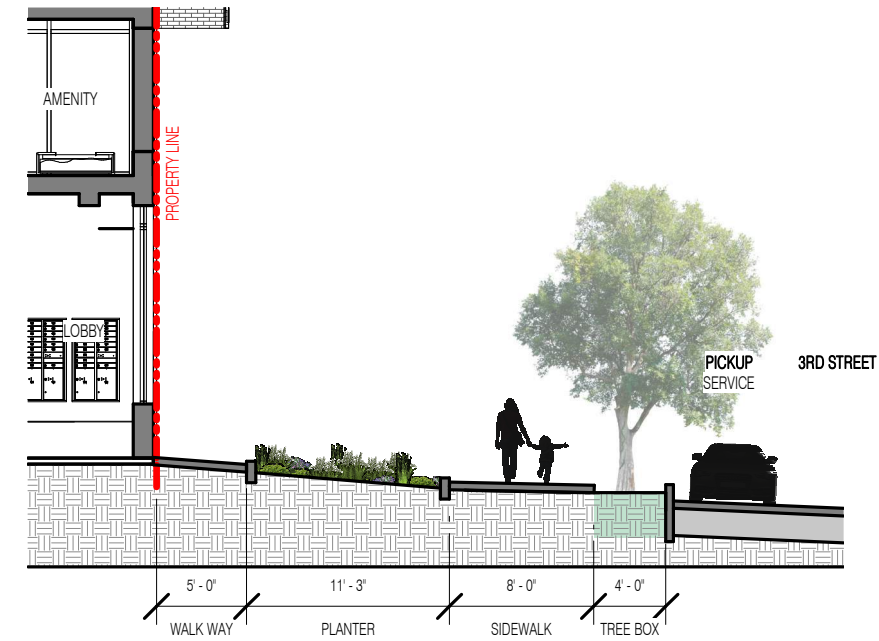 AMENITY
PROPERTY LINE
LOBBY
PICKUP
SERVICE
3RD STREET
5' - 0"
11' - 3"
8' - 0"
4' - 0"
WALK WAY
PLANTER
SIDEWALK
TREE BOX